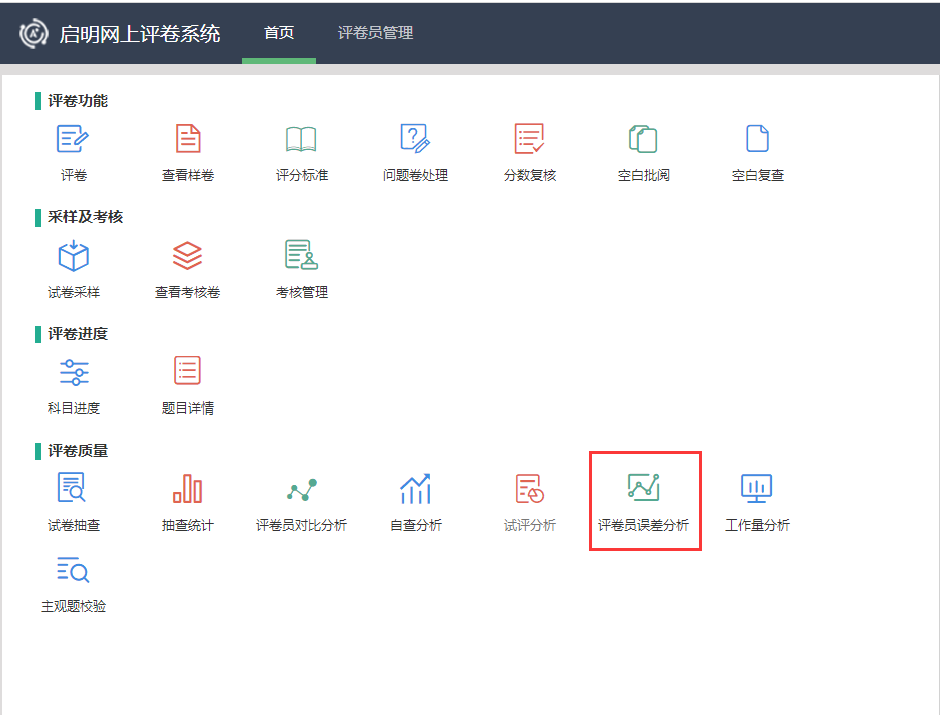 启明网上评卷系统 首页 评卷员管理
评卷功能
评卷 查看样卷 评分标准 问题卷处理 分数复核 空白批阅 空白复查
采样及考核
试卷采样 查看考核卷 考核管理
评卷进度
科目进度 题目详情
评卷质量
试卷抽查 抽查统计 评卷员对比分析 自查分析 试评分析 评卷员误差分析 工作量分析
主观题校验